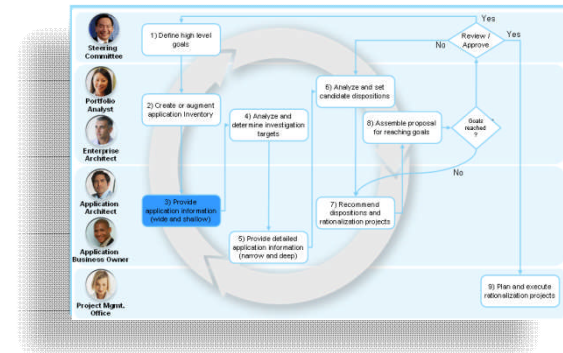 Steering
Committee
1) Define high level
goals
Yes
Review /
Approve
No
Portfolio
Analyst
2) Create or augment
application Inventory
4) Analyze and
determine investigation
targets
6) Analyze and set
candidate dispositions
8) Assemble proposal
for reaching goals
Goals
reached
?
Enterprise
Architect
No
Application
Architect
3) Provide
application information
(wide and shallow)
7) Recommend
dispositions and
rationalization projects
5) Provide detailed
application information
(narrow and deep)
Application
Business Owner
Project Mgmt.
Office
9) Plan and execute
rationalization projects
Yes